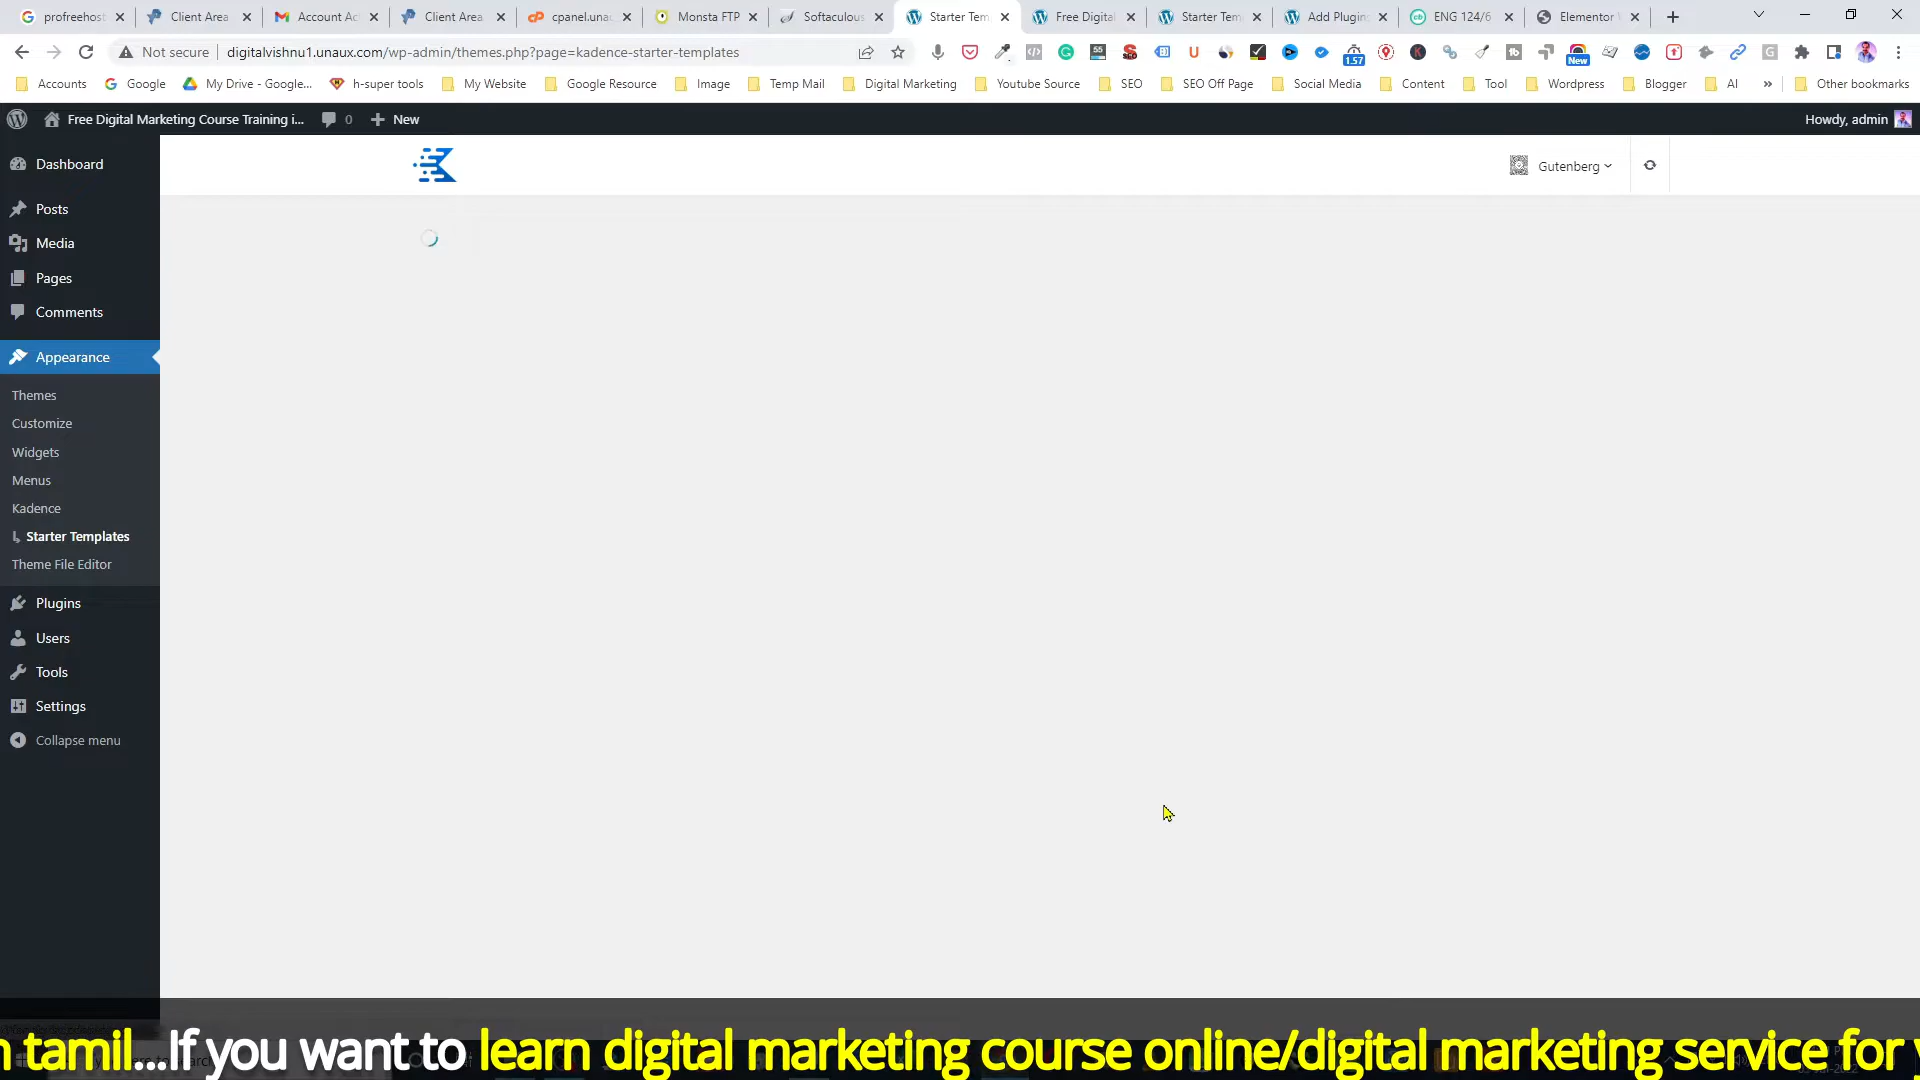 profreehost
Client Area
Account Ac
Client Area
cpanel.una
Monsta FTP
Softaculous
Starter Tem
Free Digital
Starter Tem
Add Plugin
ENG 124/6
Elementor
Not secure
digitalvishnu1.unaux.com/wp-admin/themes.php?page=kadence-starter-templates
55
1.57
New
Accounts
Google
My Drive - Google...
h-super tools
My Website
Google Resource
Image
Temp Mail
Digital Marketing
Youtube Source
SEO
SEO Off Page
Social Media
Content
Tool
Wordpress
Blogger
AI
»
Other bookmarks
Free Digital Marketing Course Training i...
0
New
Howdy, admin
Dashboard
Posts
Media
Pages
Comments
Appearance
Themes
Customize
Widgets
Menus
Kadence
Starter Templates
Theme File Editor
Plugins
Users
Tools
Settings
Collapse menu
Gutenberg
n tamil...If you want to learn digital marketing course online/digital marketing service for y